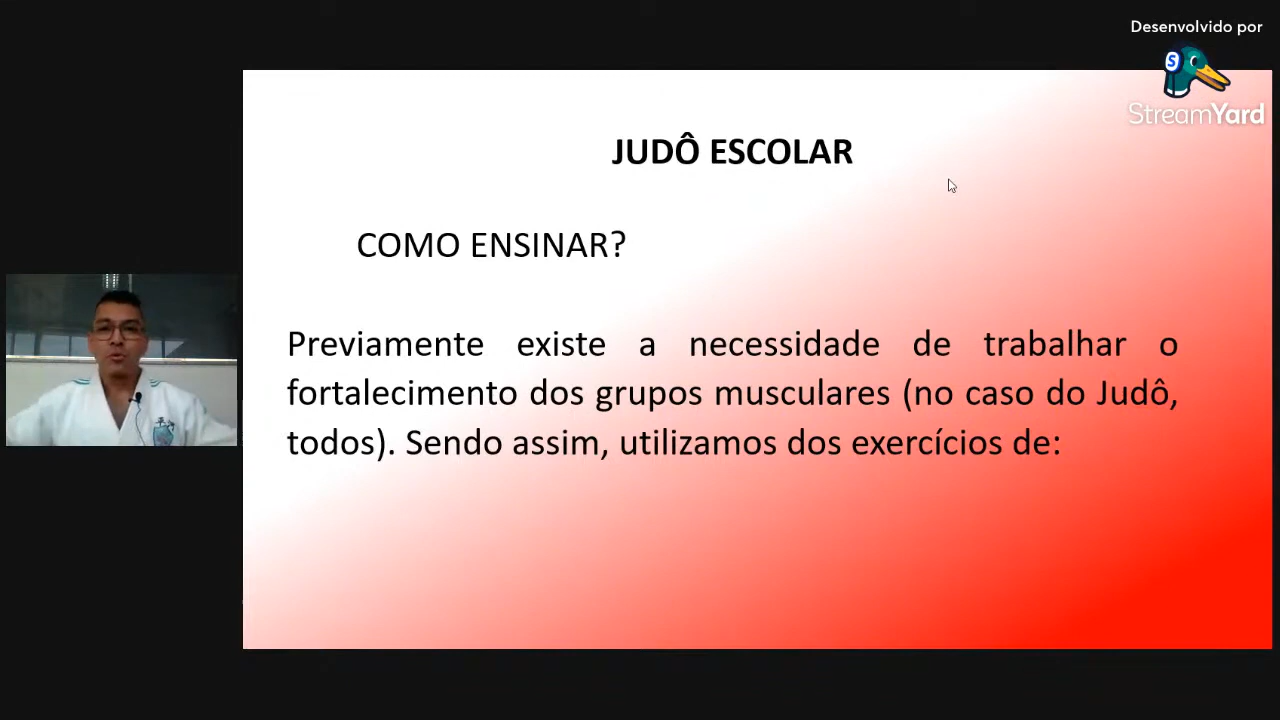 Desenvolvido por
S
StreamYard
JUDÔ ESCOLAR
COMO ENSINAR?
Previamente existe a necessidade de trabalhar o
fortalecimento dos grupos musculares (no caso do Judô,
todos). Sendo assim, utilizamos dos exercícios de: